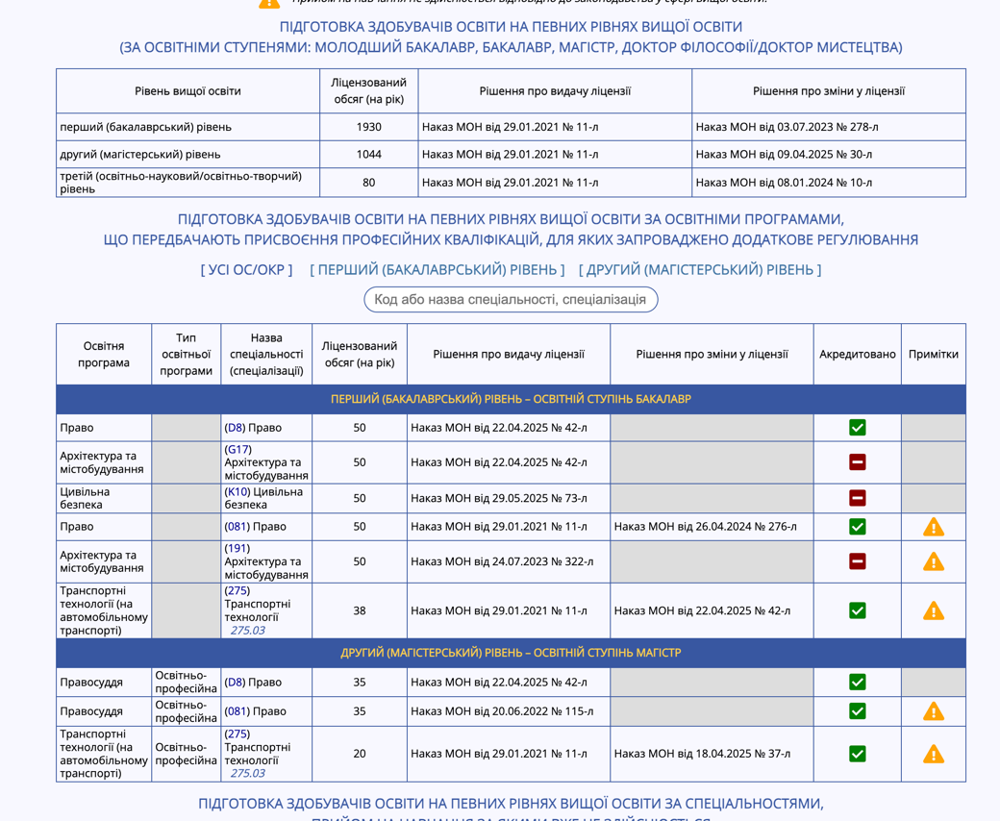 Прийом на навчання не здійснюється відповідно до законодавства у сфері вищої освіти.
ПІДГОТОВКА ЗДОБУВАЧІВ ОСВІТИ НА ПЕВНИХ РІВНЯХ ВИЩОЇ ОСВІТИ
(ЗА ОСВІТНІМИ СТУПЕНЯМИ: МОЛОДШИЙ БАКАЛАВР, БАКАЛАВР, МАГІСТР, ДОКТОР ФІЛОСОФІЇ/ДОКТОР МИСТЕЦТВА)
Рівень вищої освіти
Ліцензований
обсяг (на рік)
Рішення про видачу ліцензії
Рішення про зміни у ліцензії
перший (бакалаврський) рівень
1930
Наказ МОН від 29.01.2021 № 11-л
Наказ МОН від 03.07.2023 № 278-л
другий (магістерський) рівень
1044
Наказ МОН від 29.01.2021 № 11-л
Наказ МОН від 09.04.2025 № 30-л
третій (освітньо-науковий/освітньо-творчий)
рівень
80
Наказ МОН від 29.01.2021 № 11-л
Наказ МОН від 08.01.2024 № 10-л
ПІДГОТОВКА ЗДОБУВАЧІВ ОСВІТИ НА ПЕВНИХ РІВНЯХ ВИЩОЇ ОСВІТИ ЗА ОСВІТНІМИ ПРОГРАМАМИ,
ЩО ПЕРЕДБАЧАЮТЬ ПРИСВОЄННЯ ПРОФЕСІЙНИХ КВАЛІФІКАЦІЙ, ДЛЯ ЯКИХ ЗАПРОВАДЖЕНО ДОДАТКОВЕ РЕГУЛЮВАННЯ
[ УСІ ОС/ОКР ] [ ПЕРШИЙ (БАКАЛАВРСЬКИЙ) РІВЕНЬ ] [ ДРУГИЙ (МАГІСТЕРСЬКИЙ) РІВЕНЬ ]
Код або назва спеціальності, спеціалізація
Освітня
програма
Тип
освітньої
програми
Назва
спеціальності
(спеціалізації)
Ліцензований
обсяг (на рік)
Рішення про видачу ліцензії
Рішення про зміни у ліцензії
Акредитовано
Примітки
ПЕРШИЙ (БАКАЛАВРСЬКИЙ) РІВЕНЬ – ОСВІТНІЙ СТУПІНЬ БАКАЛАВР
Право
(D8) Право
50
Наказ МОН від 22.04.2025 № 42-л
Архітектура та
містобудування
(G17)
Архітектура та
містобудування
50
Наказ МОН від 22.04.2025 № 42-л
Цивільна
безпека
(K10) Цивільна
безпека
50
Наказ МОН від 29.05.2025 № 73-л
Право
(081) Право
50
Наказ МОН від 29.01.2021 № 11-л
Наказ МОН від 26.04.2024 № 276-л
Архітектура та
містобудування
(191)
Архітектура та
містобудування
50
Наказ МОН від 24.07.2023 № 322-л
Транспортні
технології (на
автомобільному
транспорті)
(275)
Транспортні
технології
275.03
38
Наказ МОН від 29.01.2021 № 11-л
Наказ МОН від 22.04.2025 № 42-л
ДРУГИЙ (МАГІСТЕРСЬКИЙ) РІВЕНЬ – ОСВІТНІЙ СТУПІНЬ МАГІСТР
Правосуддя
Освітньо-
професійна
(D8) Право
35
Наказ МОН від 22.04.2025 № 42-л
Правосуддя
Освітньо-
професійна
(081) Право
35
Наказ МОН від 20.06.2022 № 115-л
Транспортні
технології (на
автомобільному
транспорті)
Освітньо-
професійна
(275)
Транспортні
технології
275.03
20
Наказ МОН від 29.01.2021 № 11-л
Наказ МОН від 18.04.2025 № 37-л
ПІДГОТОВКА ЗДОБУВАЧІВ ОСВІТИ НА ПЕВНИХ РІВНЯХ ВИЩОЇ ОСВІТИ ЗА СПЕЦІАЛЬНОСТЯМИ,
ПРИЙОМ НА НАВЧАННЯ ЗА ЯКИМИ ВЖЕ НЕ ЗДІЙСНЮЄТЬСЯ